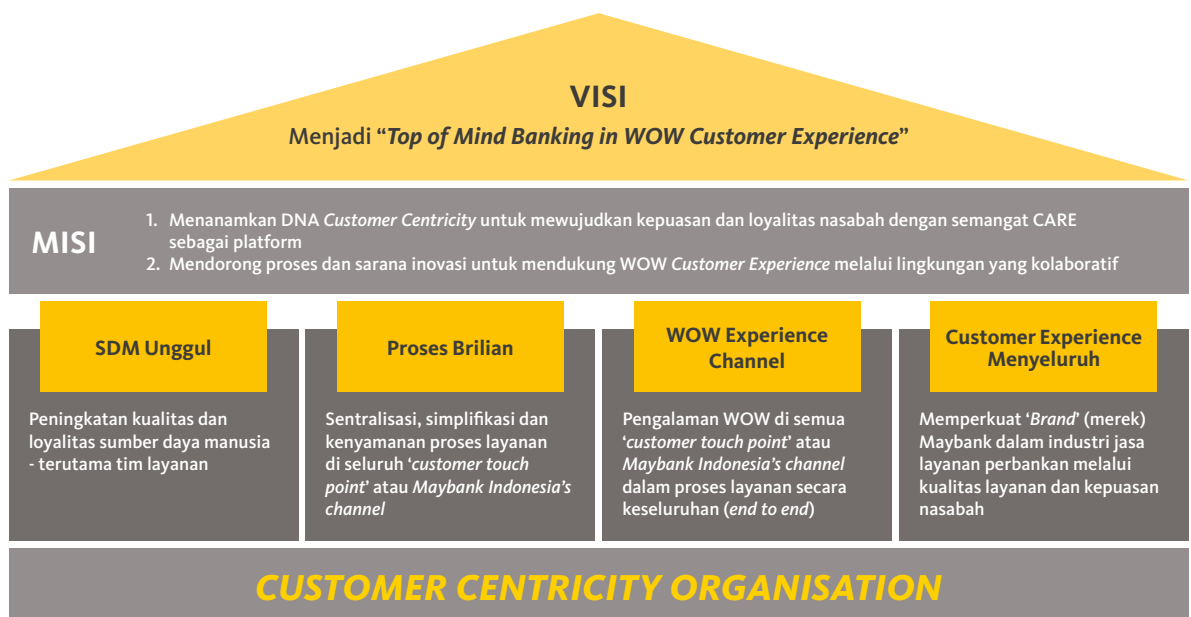 VISI
Menjadi “Top of Mind Banking in WOW Customer Experience”
MISI
1. Menanamkan DNA Customer Centricity untuk mewujudkan kepuasan dan loyalitas nasabah dengan semangat CARE
sebagai platform
2. Mendorong proses dan sarana inovasi untuk mendukung WOW Customer Experience melalui lingkungan yang kolaboratif
SDM Unggul
Peningkatan kualitas dan
loyalitas sumber daya manusia
- terutama tim layanan
Proses Brilian
Sentralisasi, simplifikasi dan
kenyamanan proses layanan
di seluruh ‘customer touch
point’ atau Maybank Indonesia’s
channel
WOW Experience
Channel
Pengalaman WOW di semua
‘customer touch point’ atau
Maybank Indonesia’s channel
dalam proses layanan secara
keseluruhan (end to end)
Customer Experience
Menyeluruh
Memperkuat ‘Brand’ (merek)
Maybank dalam industri jasa
layanan perbankan melalui
kualitas layanan dan kepuasan
nasabah
CUSTOMER CENTRICITY ORGANISATION